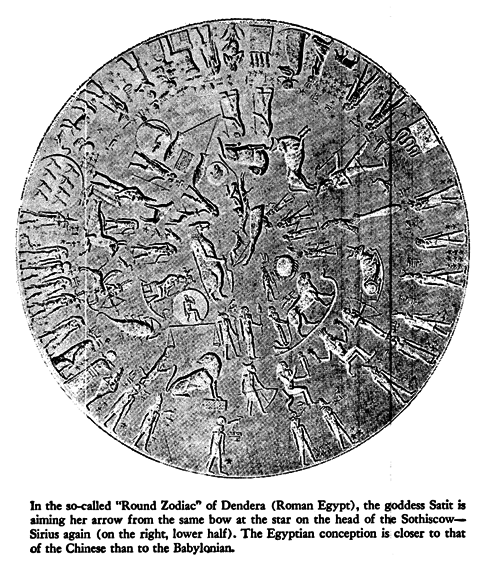 In the so-called "Round Zodiac" of Dendera (Roman Egypt), the goddess Satit is
aiming her arrow from the same bow at the star on the head of the Sothiscow—
Sirius again (on the right, lower half). The Egyptian conception is closer to that
of the Chinese than to the Babylonian.